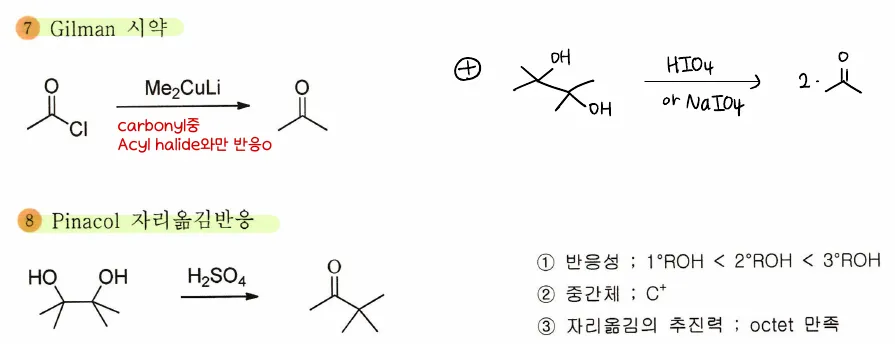 7 Gilman 시약
O
Cl
Me₂CuLi
carbonyl중
Acyl halide와만 반응o
O
+
OH
OH
HIO₄
or NaIO₄
2·
O
8 Pinacol 자리옮김반응
HO OH
H₂SO₄
O
① 반응성 ; 1°ROH < 2°ROH < 3°ROH
② 중간체 ; C⁺
③ 자리옮김의 추진력 ; octet 만족